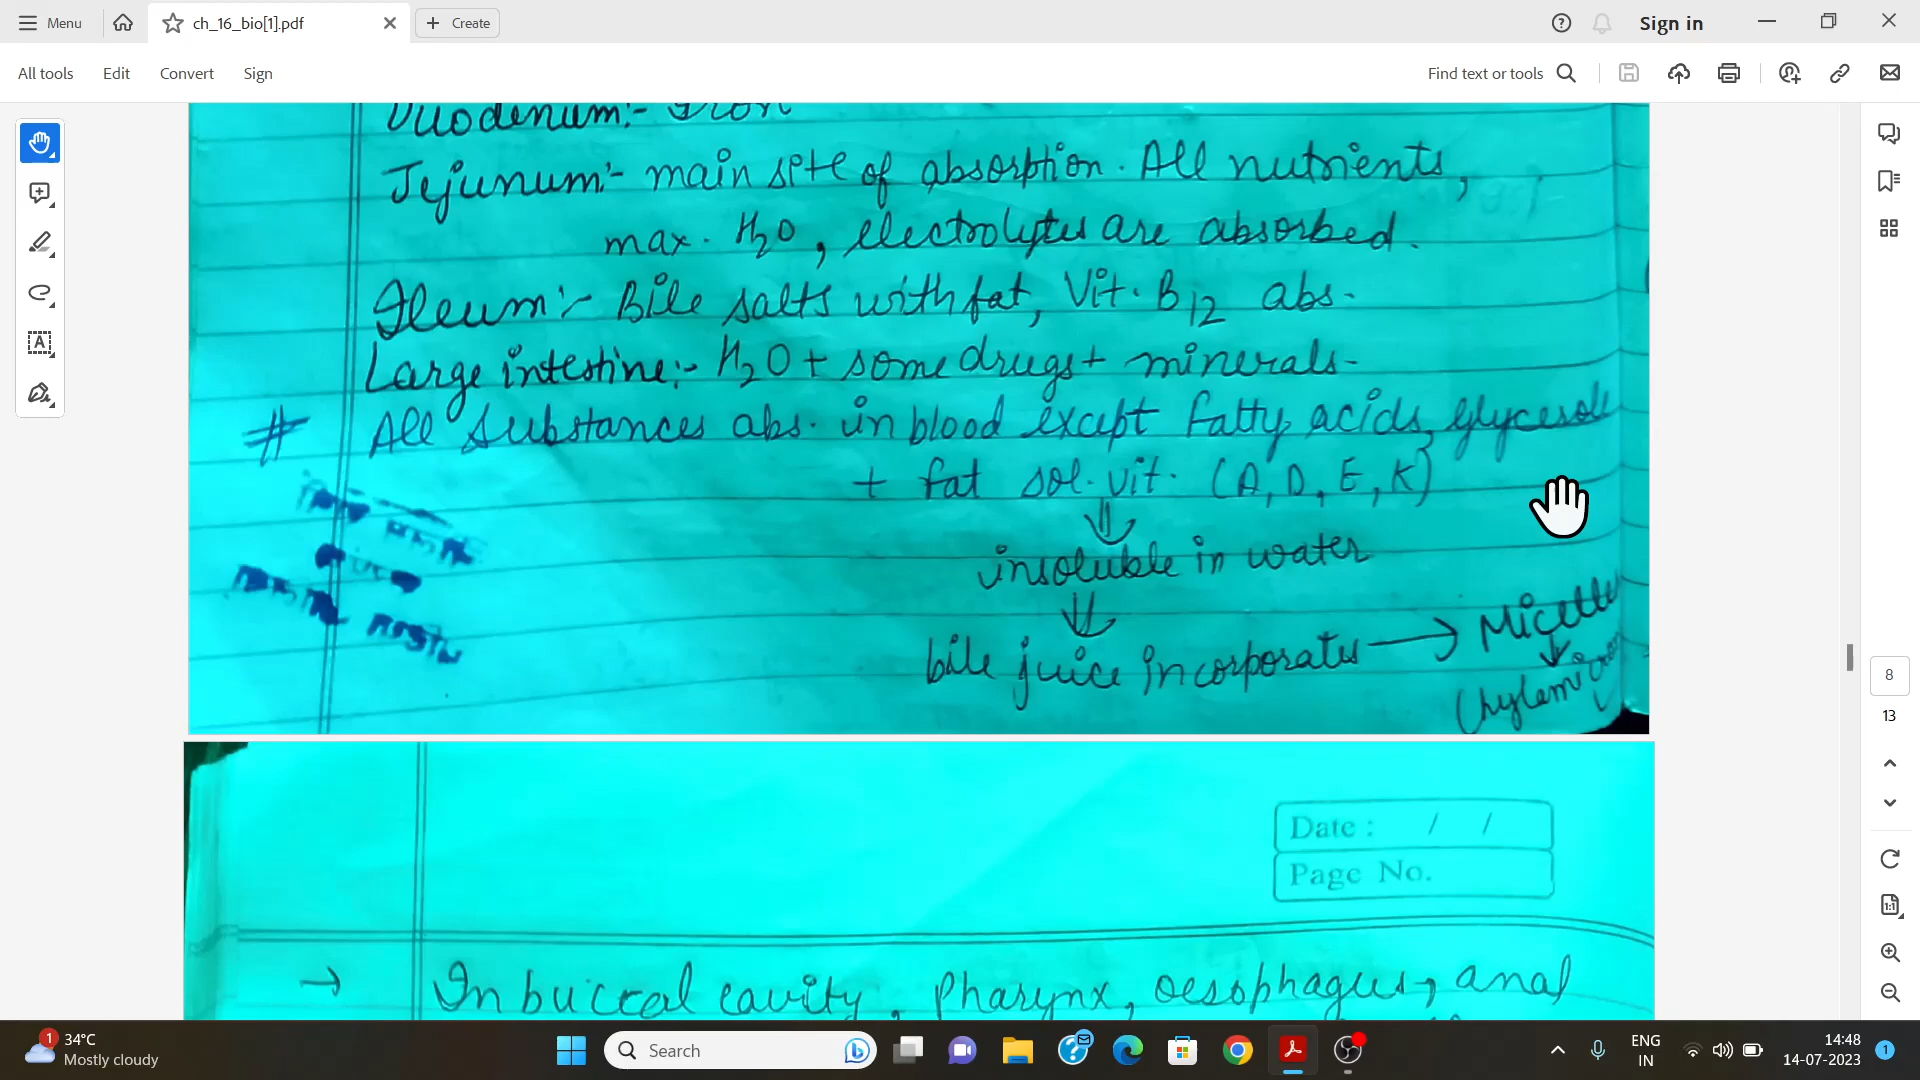 Menu
ch_16_bio[1].pdf
Create
Sign in
All tools
Edit
Convert
Sign
Find text or tools
Duodenum:- Iron
Jejunum:- main site of absorption. All nutrients,
max. H2O, electrolytes are absorbed.
Ileum:- Bile salts with fat, Vit. B12 abs.
Large intestine:- H2O + some drugs + minerals.
# All Substances abs. in blood except fatty acids, glycerol
+ fat sol. vit. (A, D, E, K)
⇓
insoluble in water
⇓
bile juice incorporates → Micelle
↓
Date : / /
Page No.
→ In buccal cavity, pharynx, oesophagus, anal
8
13
1
34°C
Mostly cloudy
Search
ENG
IN
14:48
14-07-2023
1